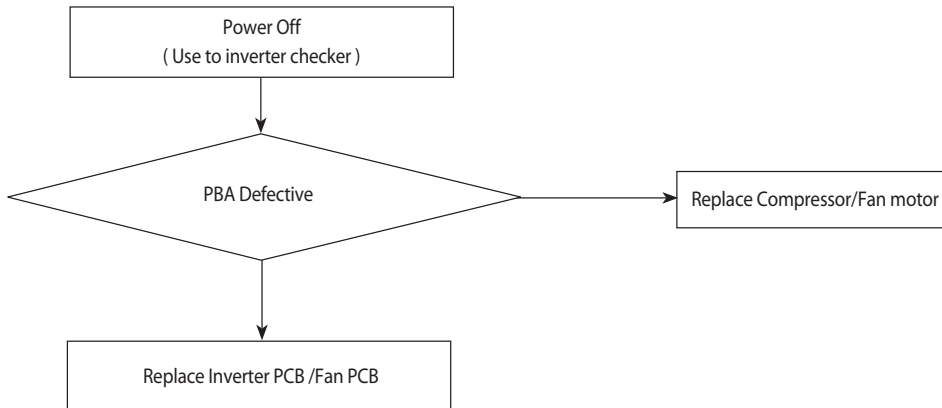 Power Off
( Use to inverter checker )
PBA Defective
Replace Compressor/Fan motor
Replace Inverter PCB /Fan PCB